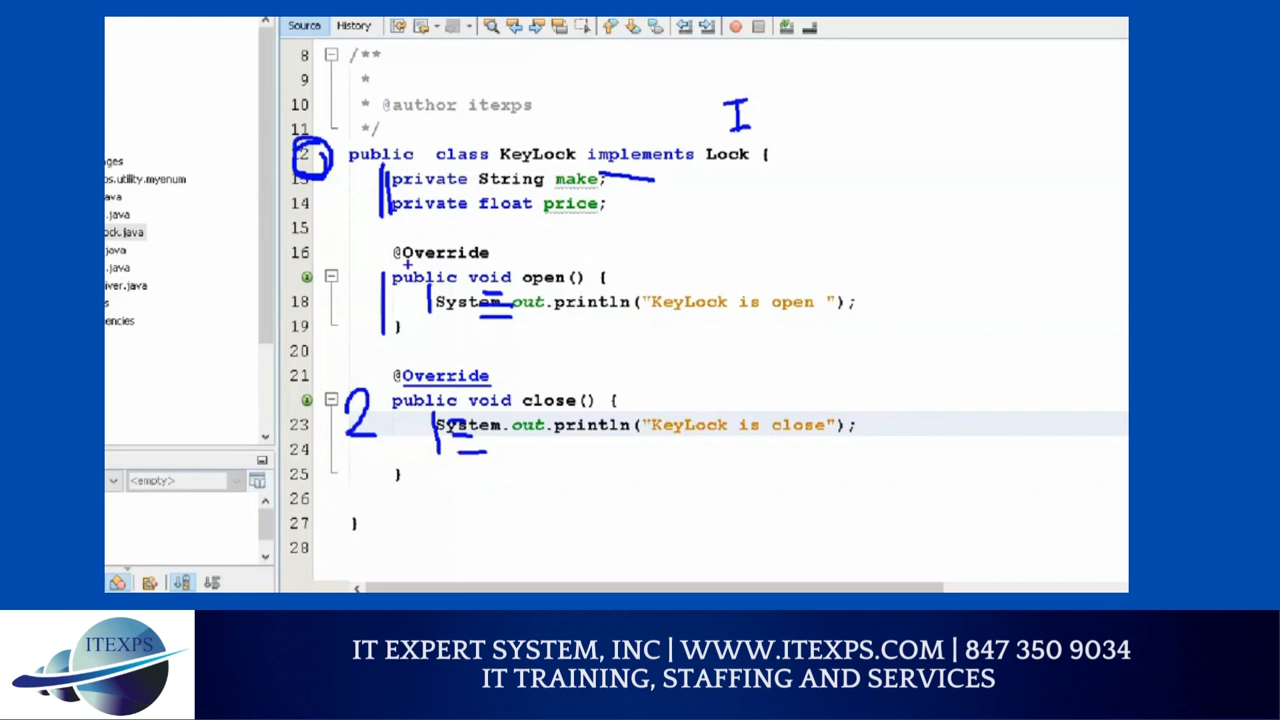 Source History
8 /**
9 *
10 * @author itexps
11 */
I
12 public class KeyLock implements Lock {
13 private String make;
14 private float price;
15
16 @Override
public void open() {
18 System.out.println("KeyLock is open ");
19 }
20
21 @Override
2 public void close() {
23 System.out.println("KeyLock is close");
24
25 }
26
27 }
28
ages
os.utility.myenum
java
.java
ock.java
.java
.java
iver.java
s
encies
<empty>
ITEXPS
IT EXPERT SYSTEM, INC | WWW.ITEXPS.COM | 847 350 9034
IT TRAINING, STAFFING AND SERVICES